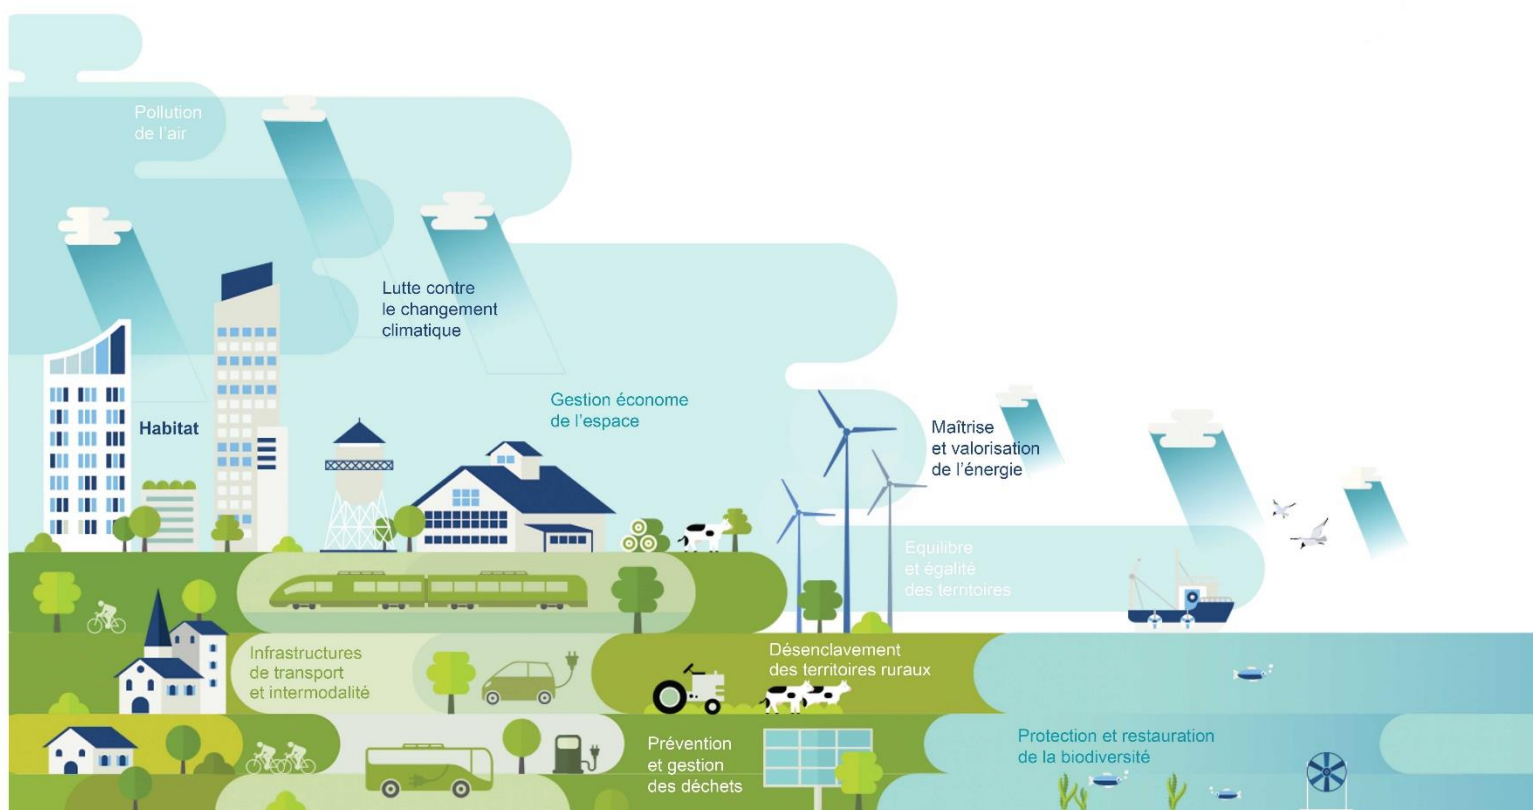 Pollution
de l'air
Lutte contre
le changement
climatique
Habitat
Gestion économe
de l'espace
Maîtrise
et valorisation
de l'énergie
Equilibre
et égalité
des territoires
Infrastructures
de transport
et intermodalité
Désenclavement
des territoires ruraux
Prévention
et gestion
des déchets
Protection et restauration
de la biodiversité